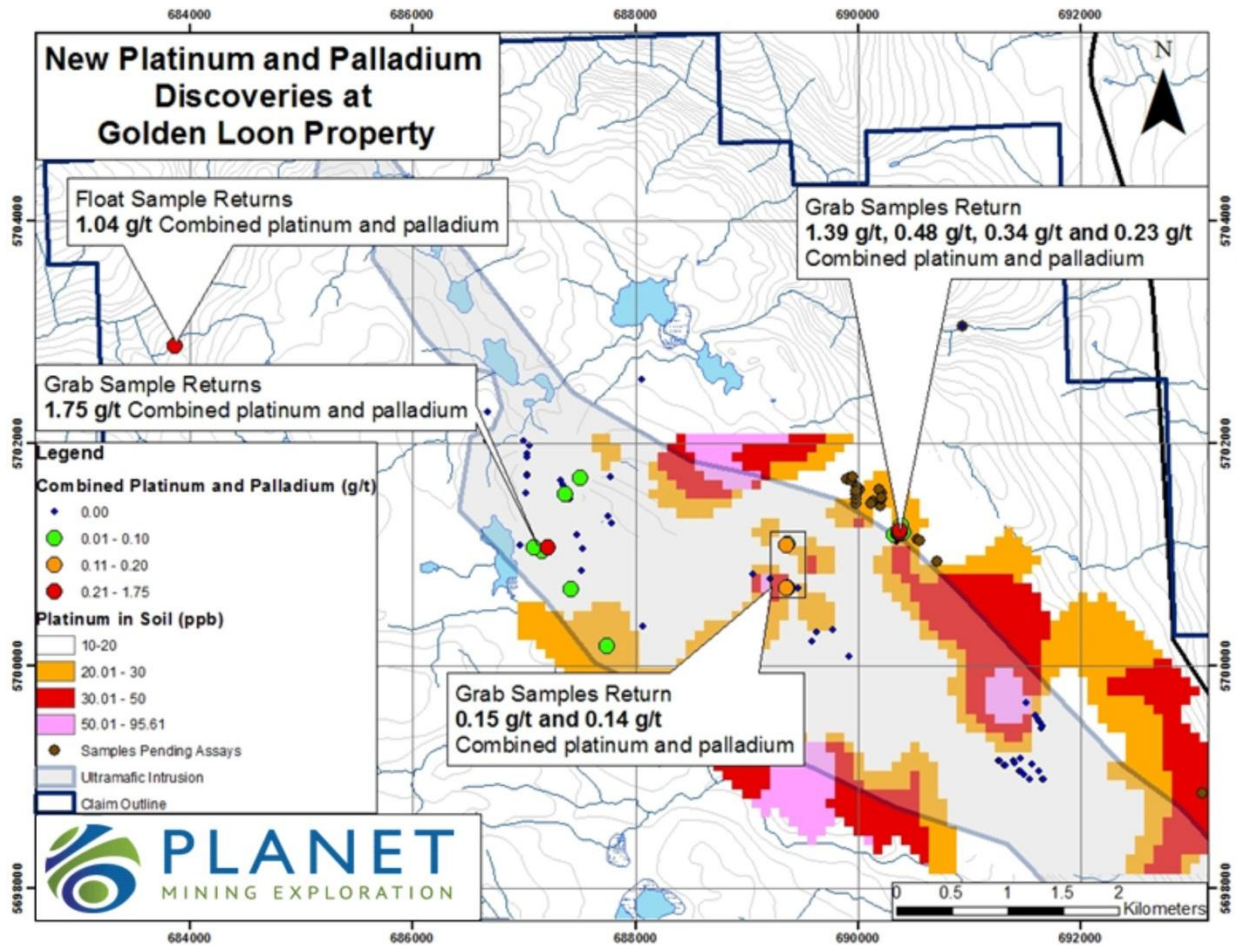 684000
686000
688000
690000
692000
New Platinum and Palladium
Discoveries at
Golden Loon Property
N
5704000
5704000
Float Sample Returns
1.04 g/t Combined platinum and palladium
Grab Samples Return
1.39 g/t, 0.48 g/t, 0.34 g/t and 0.23 g/t
Combined platinum and palladium
Grab Sample Returns
1.75 g/t Combined platinum and palladium
5702000
5702000
Legend
Combined Platinum and Palladium (g/t)
0.00
0.01 - 0.10
0.11 - 0.20
0.21 - 1.75
Platinum in Soil (ppb)
10-20
20.01 - 30
30.01 - 50
50.01 - 95.61
Samples Pending Assays
Ultramafic Intrusion
Claim Outline
5700000
5700000
Grab Samples Return
0.15 g/t and 0.14 g/t
Combined platinum and palladium
PLANET
MINING EXPLORATION
5698000
5698000
0 0.5 1 1.5 2
Kilometers
684000
686000
688000
690000
692000